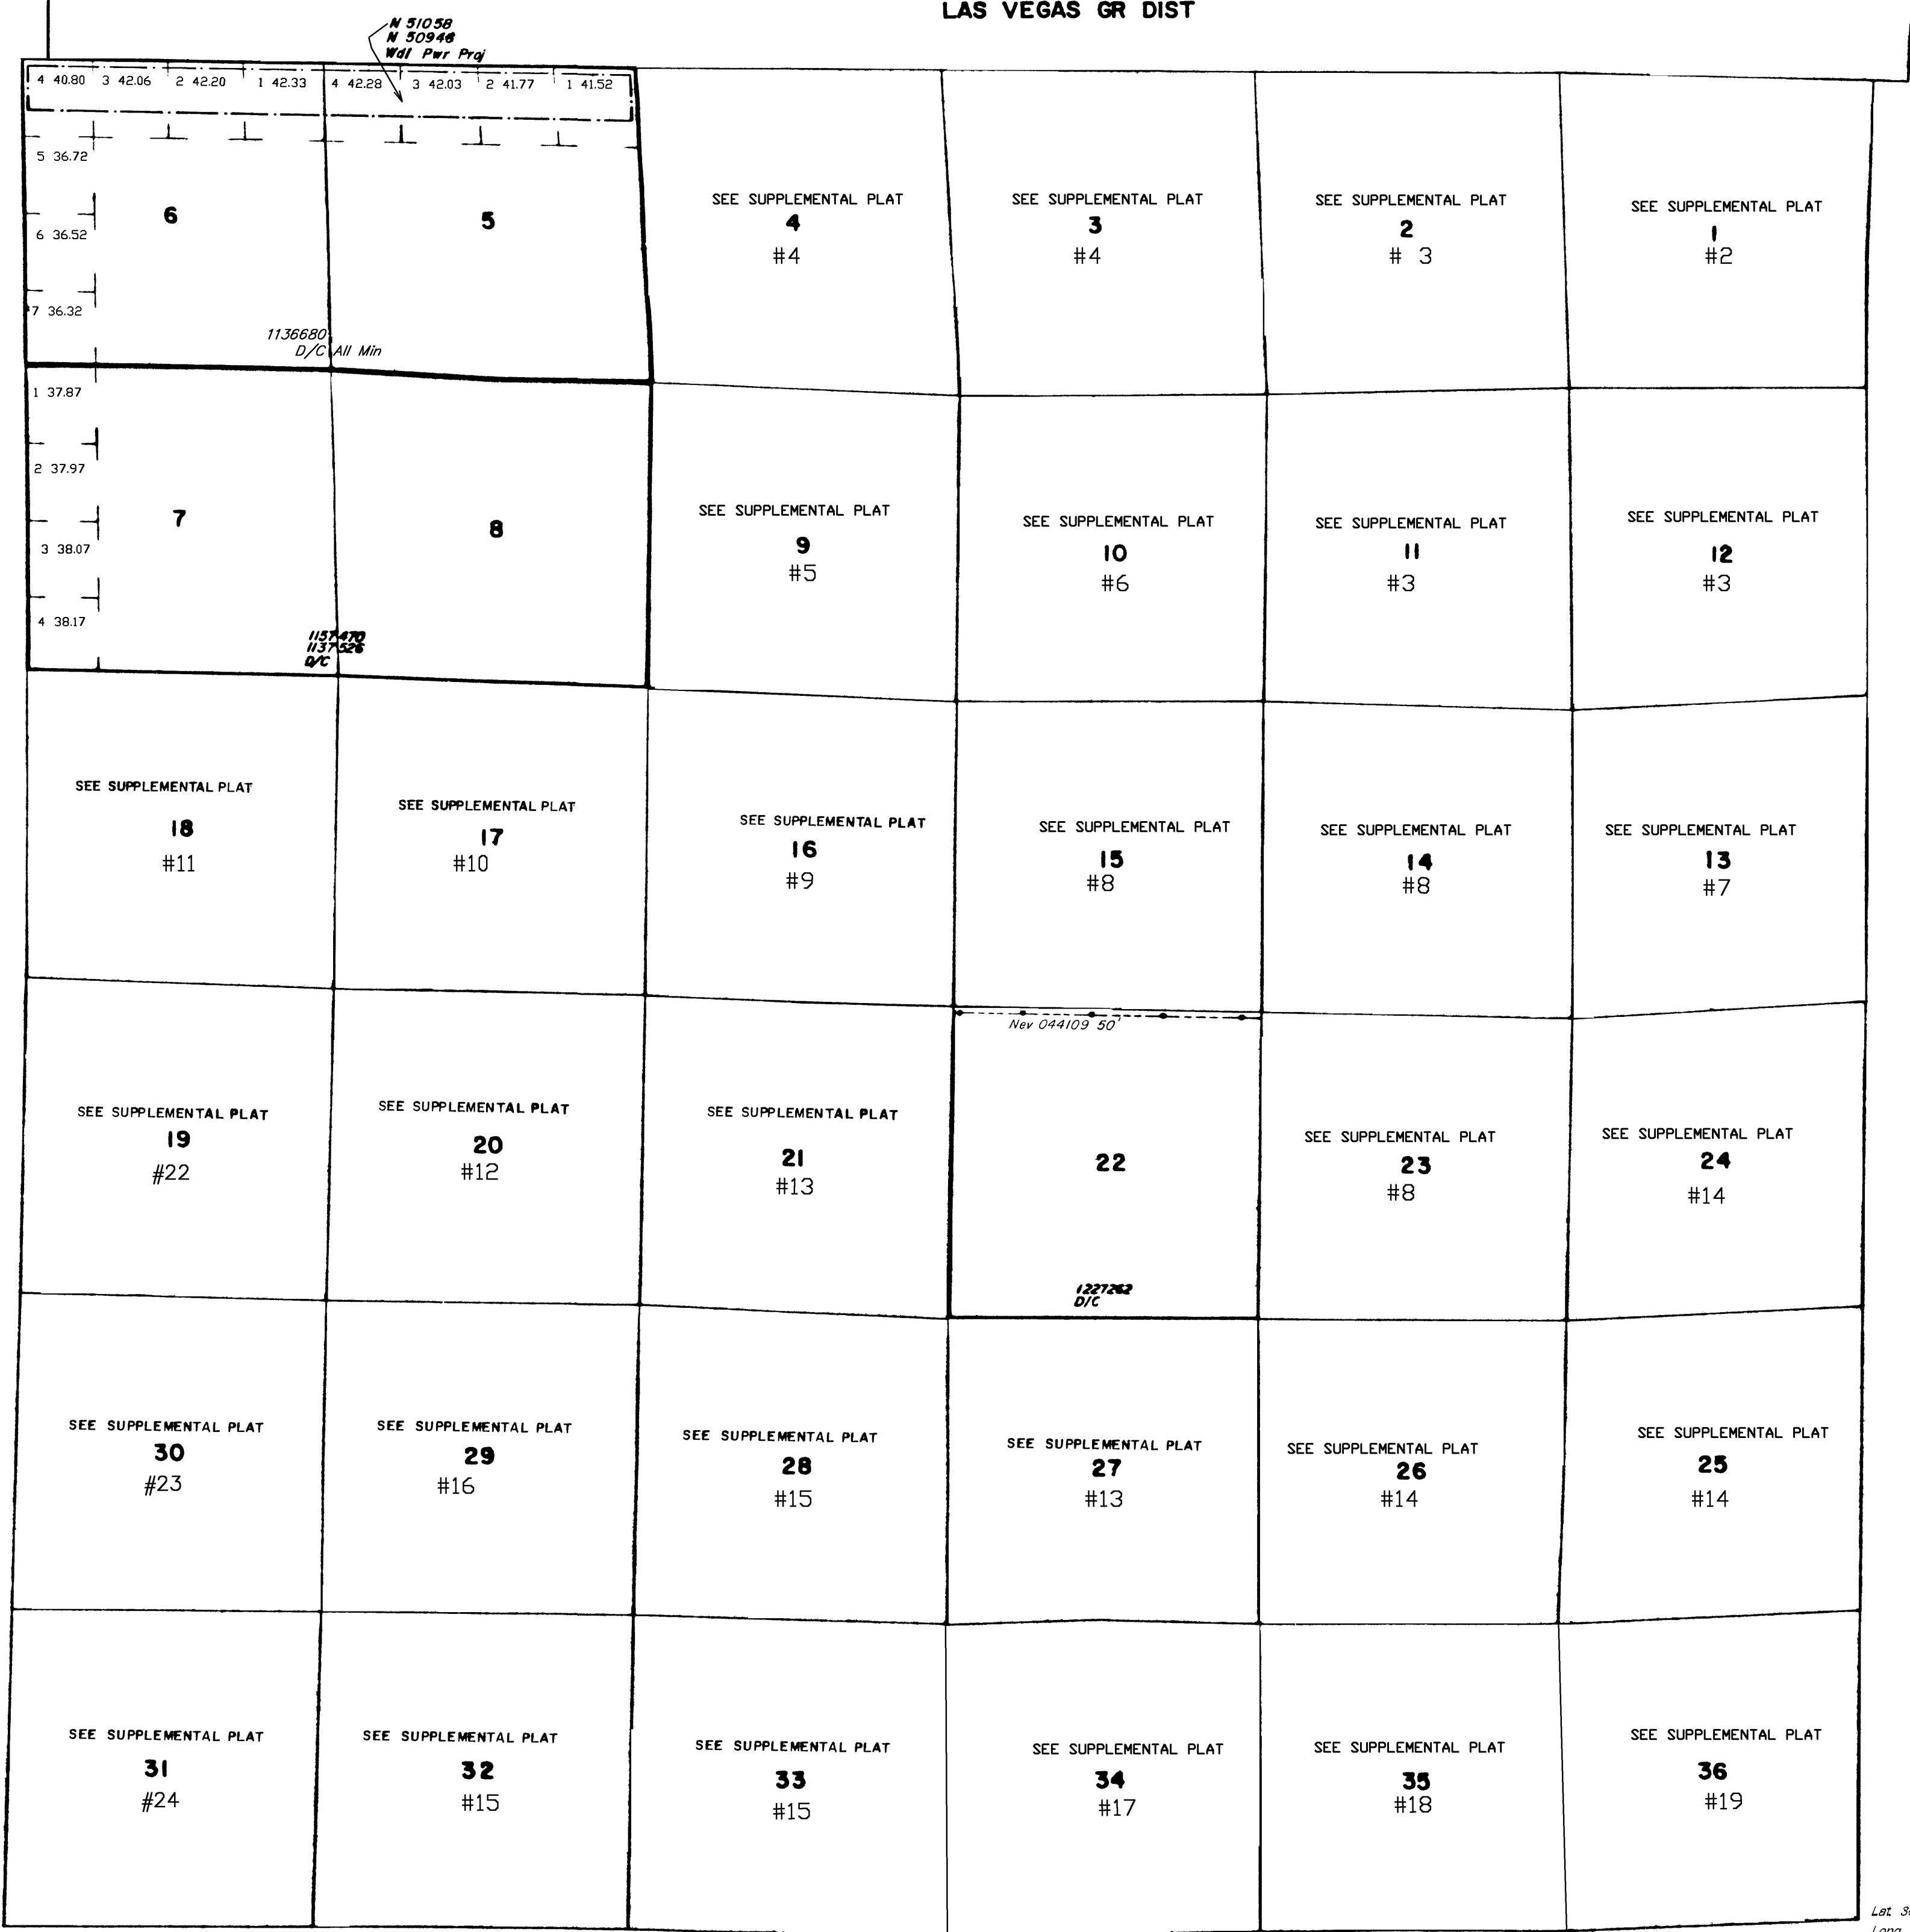 LAS VEGAS GR DIST
N 51058
N 50946
Wdl Pwr Proj
4 40.80 3 42.06 2 42.20 1 42.33 4 42.28 3 42.03 2 41.77 1 41.52
5 36.72
6 36.52
7 36.32
6
5
1136680
D/C All Min
SEE SUPPLEMENTAL PLAT
4
#4
SEE SUPPLEMENTAL PLAT
3
#4
SEE SUPPLEMENTAL PLAT
2
# 3
SEE SUPPLEMENTAL PLAT
1
#2
1 37.87
2 37.97
3 38.07
4 38.17
7
8
1157470
1137526
D/C
SEE SUPPLEMENTAL PLAT
9
#5
SEE SUPPLEMENTAL PLAT
10
#6
SEE SUPPLEMENTAL PLAT
11
#3
SEE SUPPLEMENTAL PLAT
12
#3
SEE SUPPLEMENTAL PLAT
18
#11
SEE SUPPLEMENTAL PLAT
17
#10
SEE SUPPLEMENTAL PLAT
16
#9
SEE SUPPLEMENTAL PLAT
15
#8
SEE SUPPLEMENTAL PLAT
14
#8
SEE SUPPLEMENTAL PLAT
13
#7
SEE SUPPLEMENTAL PLAT
19
#22
SEE SUPPLEMENTAL PLAT
20
#12
SEE SUPPLEMENTAL PLAT
21
#13
Nev 044109 50'
22
1227262
D/C
SEE SUPPLEMENTAL PLAT
23
#8
SEE SUPPLEMENTAL PLAT
24
#14
SEE SUPPLEMENTAL PLAT
30
#23
SEE SUPPLEMENTAL PLAT
29
#16
SEE SUPPLEMENTAL PLAT
28
#15
SEE SUPPLEMENTAL PLAT
27
#13
SEE SUPPLEMENTAL PLAT
26
#14
SEE SUPPLEMENTAL PLAT
25
#14
SEE SUPPLEMENTAL PLAT
31
#24
SEE SUPPLEMENTAL PLAT
32
#15
SEE SUPPLEMENTAL PLAT
33
#15
SEE SUPPLEMENTAL PLAT
34
#17
SEE SUPPLEMENTAL PLAT
35
#18
SEE SUPPLEMENTAL PLAT
36
#19
Lat